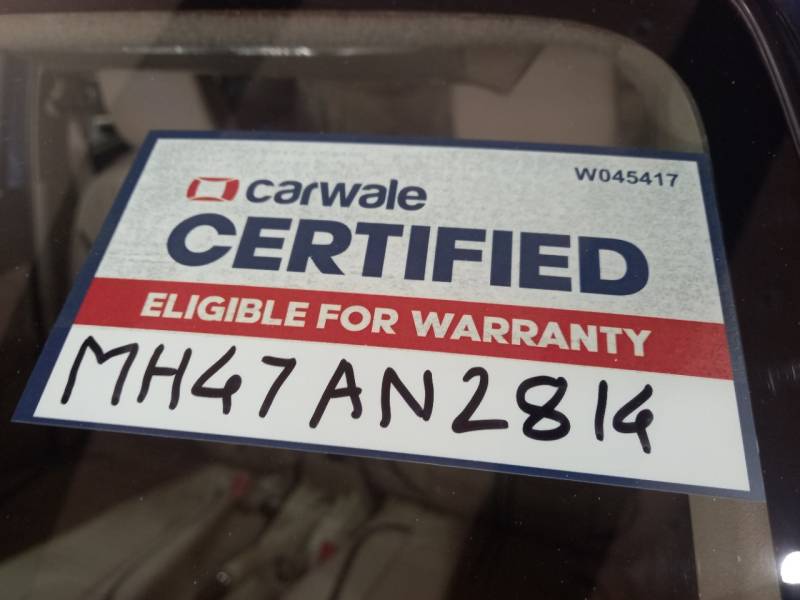 W045417
carwale
CERTIFIED
ELIGIBLE FOR WARRANTY
MH47AN2814